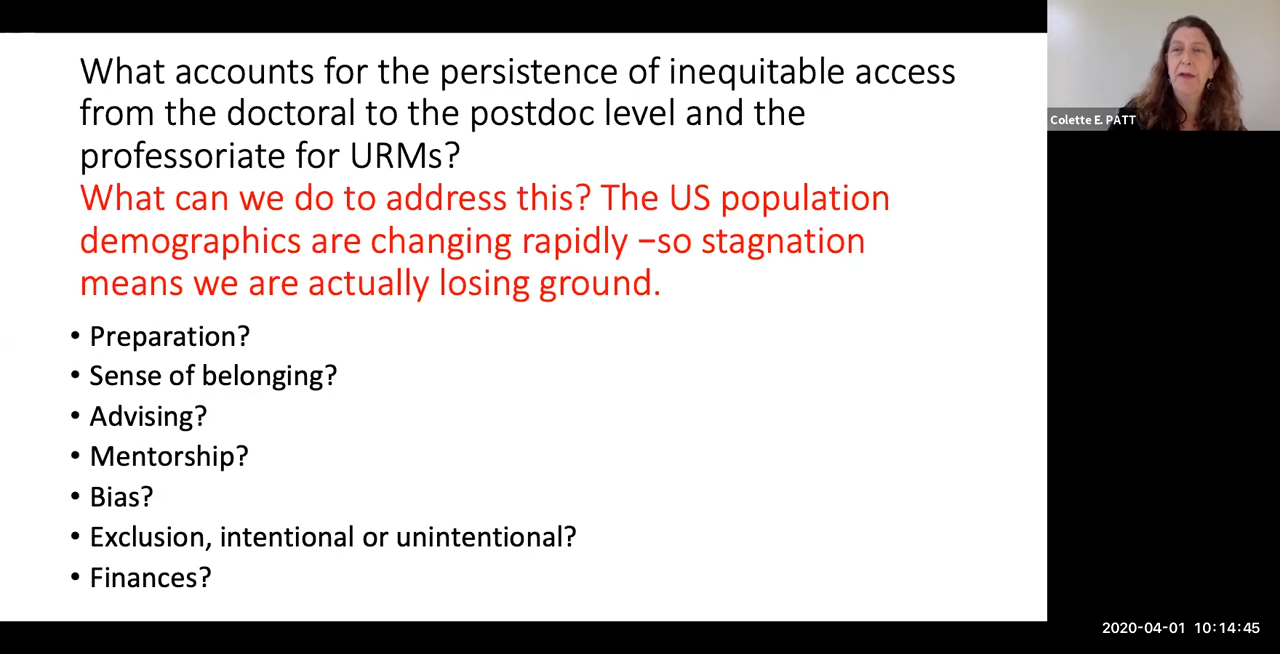 What accounts for the persistence of inequitable access
from the doctoral to the postdoc level and the
professoriate for URMs?
What can we do to address this? The US population
demographics are changing rapidly –so stagnation
means we are actually losing ground.
• Preparation?
• Sense of belonging?
• Advising?
• Mentorship?
• Bias?
• Exclusion, intentional or unintentional?
• Finances?
Colette E. PATT
2020-04-01 10:14:45